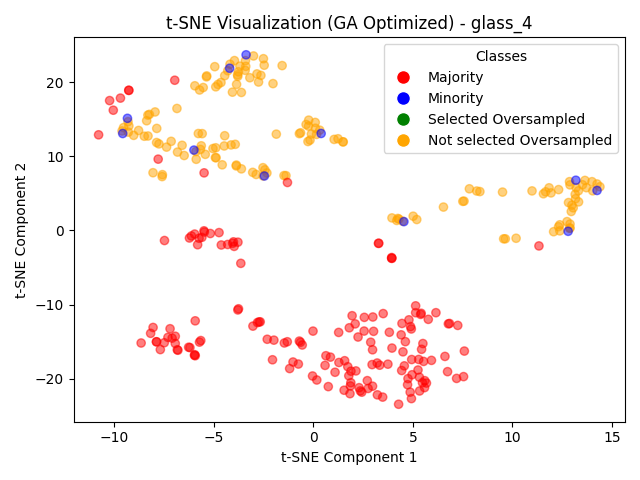 t-SNE Visualization (GA Optimized) - glass_4
Classes
Majority
Minority
Selected Oversampled
Not selected Oversampled
t-SNE Component 2
20
10
0
−10
−20
−10
−5
0
5
10
15
t-SNE Component 1